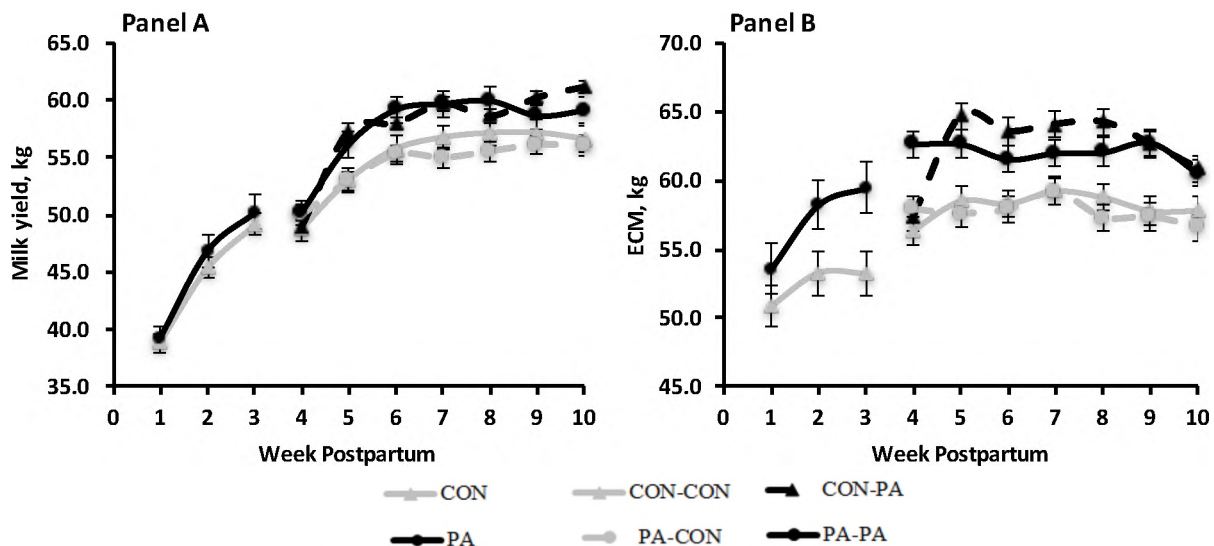 Panel A
65.0
60.0
55.0
50.0
45.0
40.0
35.0
Milk yield, kg
0 1 2 3 4 5 6 7 8 9 10
Week Postpartum
Panel B
70.0
65.0
60.0
55.0
50.0
45.0
ECM, kg
0 1 2 3 4 5 6 7 8 9 10
Week Postpartum
CON CON-CON CON-PA
PA PA-CON PA-PA